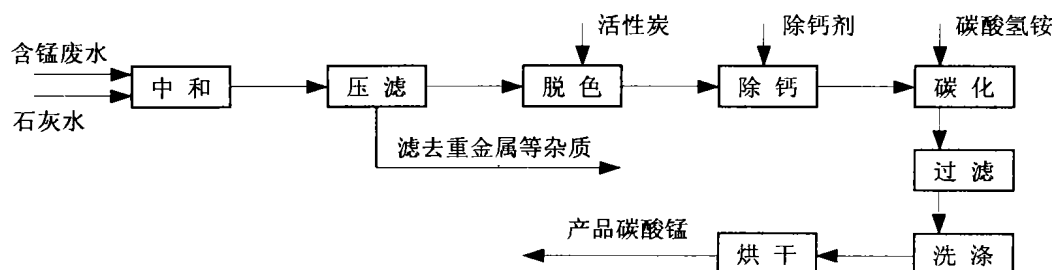 活性炭
除钙剂
碳酸氢铵
含锰废水
中和
压滤
脱色
除钙
碳化
石灰水
滤去重金属等杂质
过滤
产品碳酸锰
烘干
洗涤